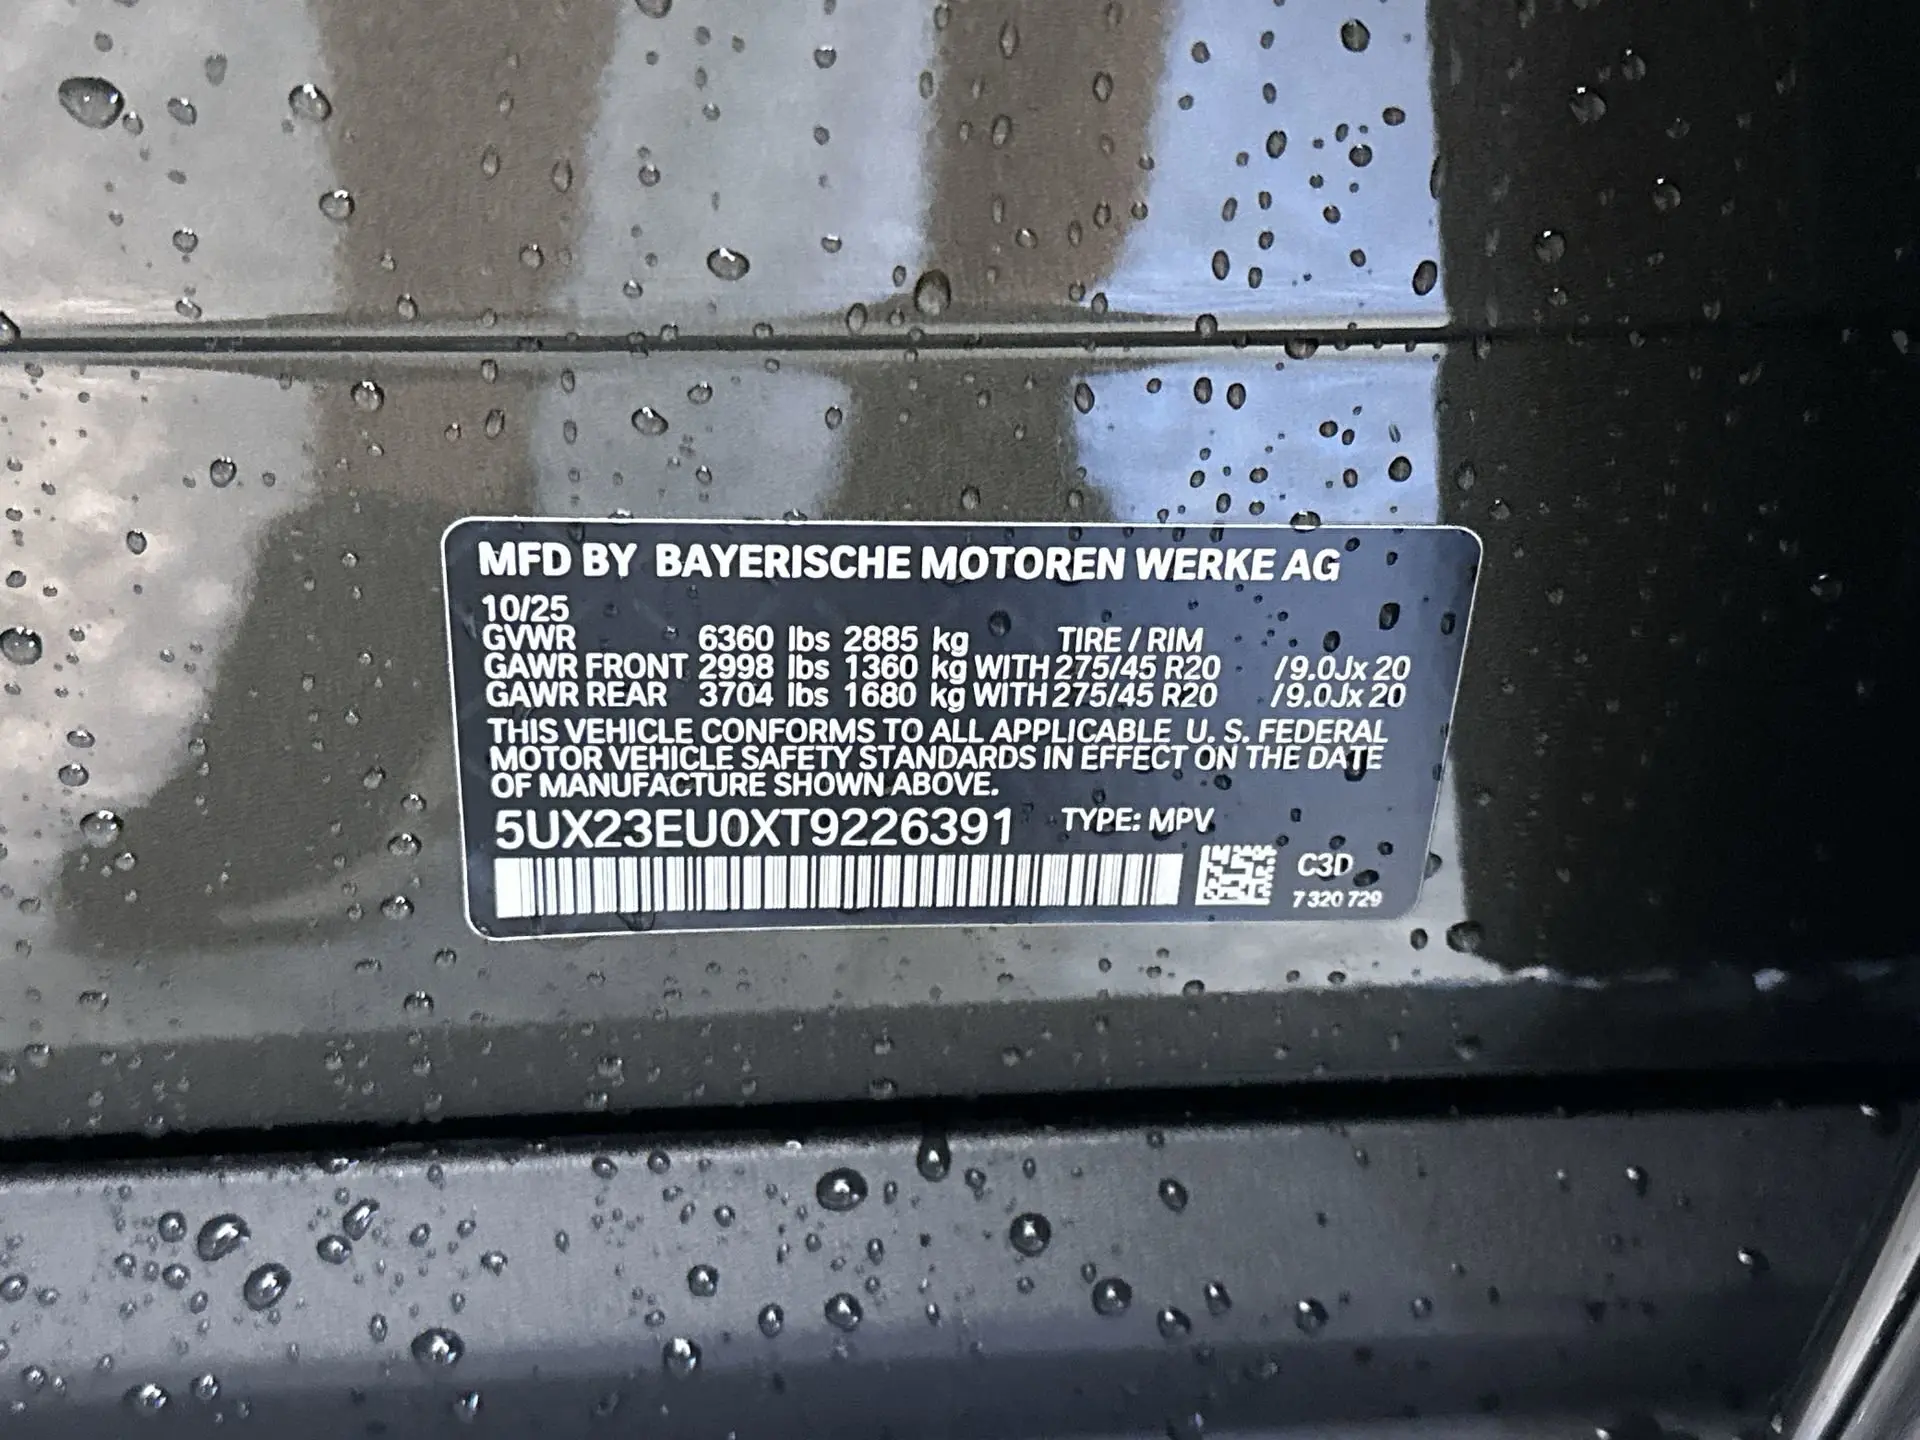 MFD BY BAYERISCHE MOTOREN WERKE AG
10/25
GVWR 6360 lbs 2885 kg TIRE / RIM
GAWR FRONT 2998 lbs 1360 kg WITH 275/45 R20 /9.0Jx 20
GAWR REAR 3704 lbs 1680 kg WITH 275/45 R20 /9.0Jx 20
THIS VEHICLE CONFORMS TO ALL APPLICABLE U. S. FEDERAL
MOTOR VEHICLE SAFETY STANDARDS IN EFFECT ON THE DATE
OF MANUFACTURE SHOWN ABOVE.
5UX23EU0XT9226391 TYPE: MPV
C3D
7 320 729